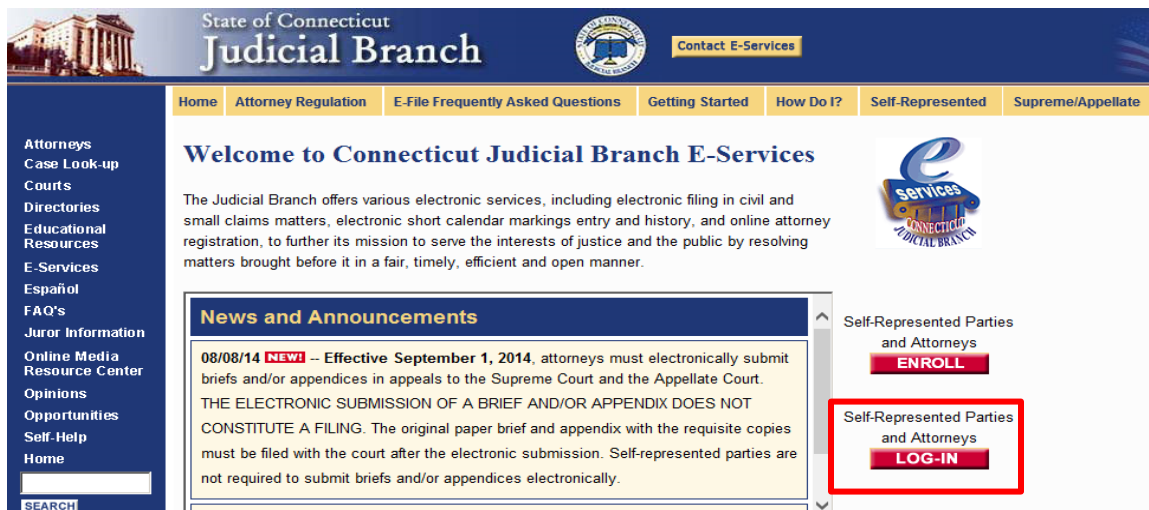 State of Connecticut
Judicial Branch
Contact E-Services
Home
Attorney Regulation
E-File Frequently Asked Questions
Getting Started
How Do I?
Self-Represented
Supreme/Appellate
Attorneys
Case Look-up
Courts
Directories
Educational
Resources
E-Services
Español
FAQ's
Juror Information
Online Media
Resource Center
Opinions
Opportunities
Self-Help
Home
SEARCH
Welcome to Connecticut Judicial Branch E-Services
The Judicial Branch offers various electronic services, including electronic filing in civil and
small claims matters, electronic short calendar markings entry and history, and online attorney
registration, to further its mission to serve the interests of justice and the public by resolving
matters brought before it in a fair, timely, efficient and open manner.
e
services
CONNECTICUT
JUDICIAL BRANCH
News and Announcements
08/08/14 NEW! -- Effective September 1, 2014, attorneys must electronically submit
briefs and/or appendices in appeals to the Supreme Court and the Appellate Court.
THE ELECTRONIC SUBMISSION OF A BRIEF AND/OR APPENDIX DOES NOT
CONSTITUTE A FILING. The original paper brief and appendix with the requisite copies
must be filed with the court after the electronic submission. Self-represented parties are
not required to submit briefs and/or appendices electronically.
Self-Represented Parties
and Attorneys
ENROLL
Self-Represented Parties
and Attorneys
LOG-IN